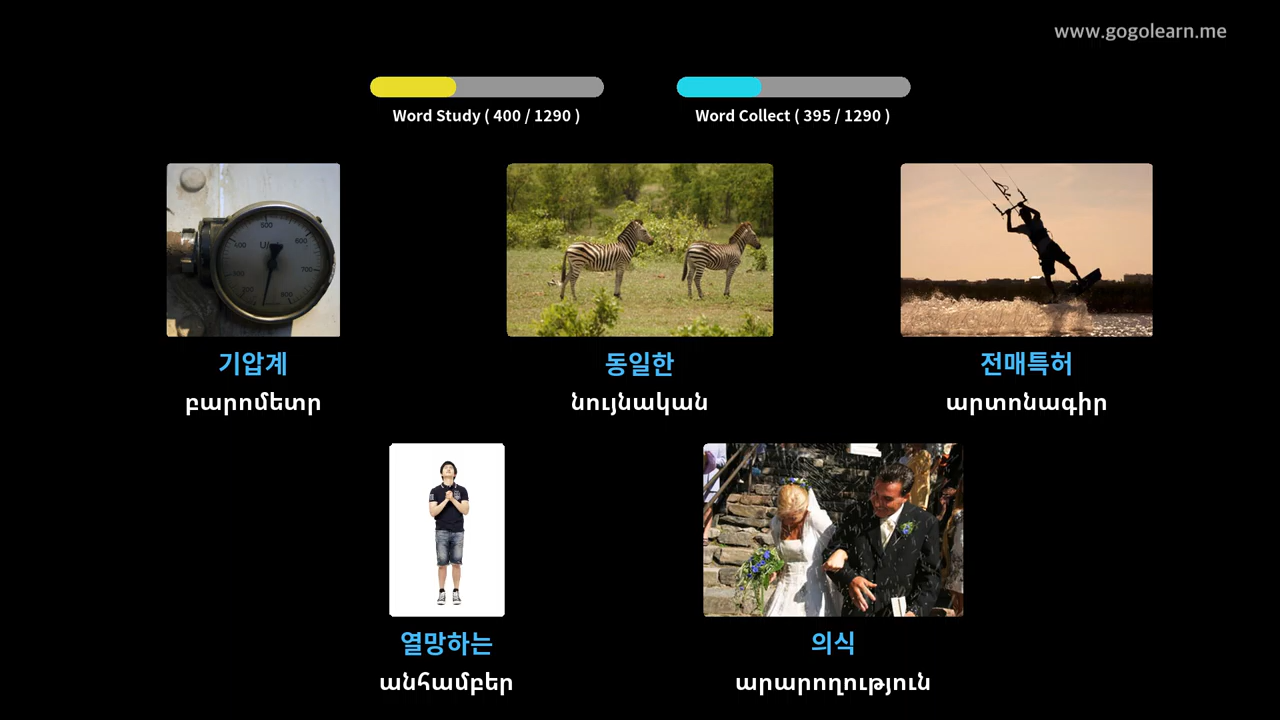 www.gogolearn.me
Word Study ( 400 / 1290 )
Word Collect ( 395 / 1290 )
기압계
բարոմետր
동일한
նույնական
전매특허
արտոնագիր
열망하는
անհամբեր
의식
արարողություն